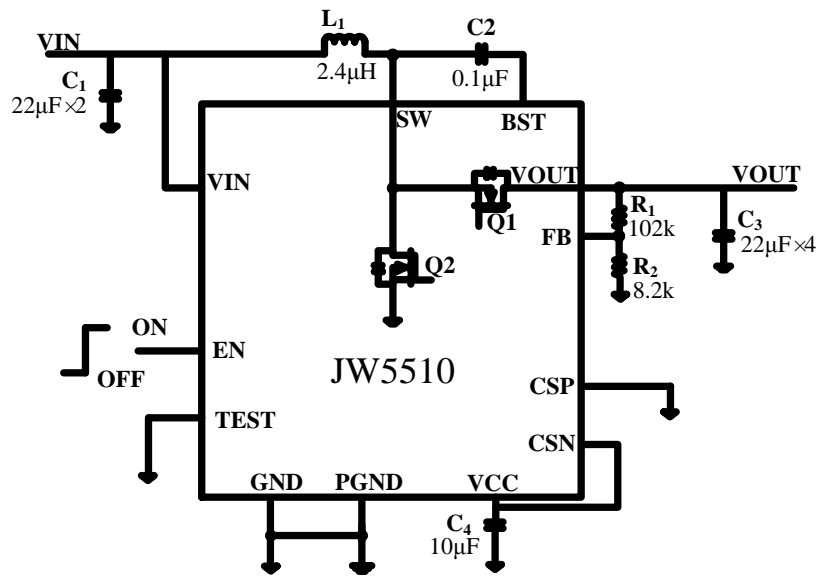 L1
C2
VIN
2.4μH
0.1μF
C1
22μF×2
SW
BST
VIN
VOUT
VOUT
Q1
R1
102k
C3
22μF×4
FB
Q2
R2
8.2k
ON
OFF
EN
JW5510
CSP
TEST
CSN
GND
PGND
VCC
C4
10μF